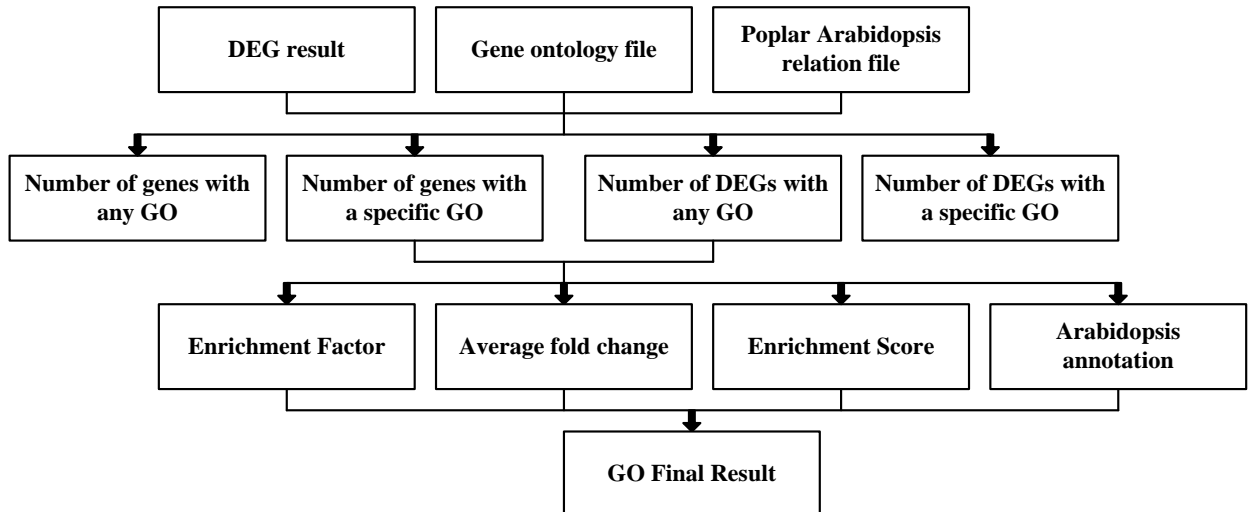 DEG result
Gene ontology file
Poplar Arabidopsis
relation file
Number of genes with
any GO
Number of genes with
a specific GO
Number of DEGs with
any GO
Number of DEGs with
a specific GO
Enrichment Factor
Average fold change
Enrichment Score
Arabidopsis
annotation
GO Final Result